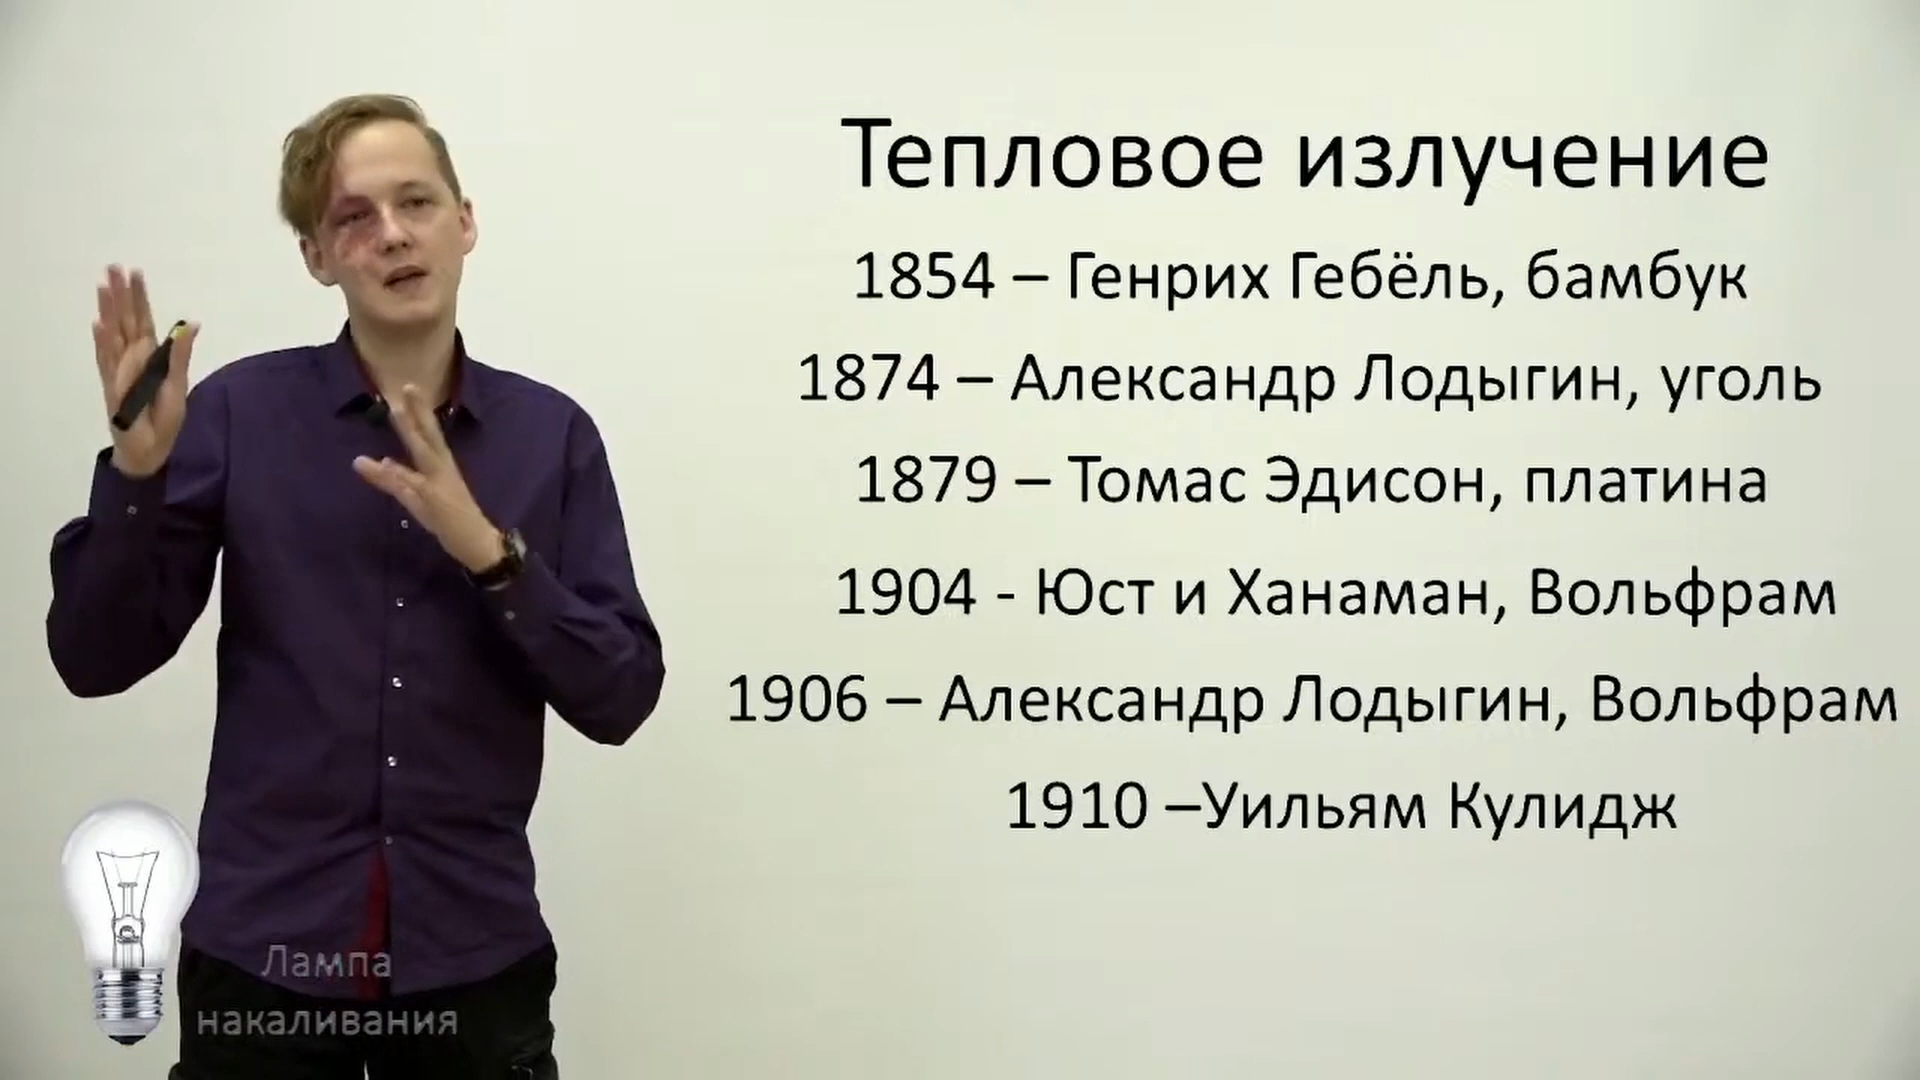 Тепловое излучение
1854 – Генрих Гебёль, бамбук
1874 – Александр Лодыгин, уголь
1879 – Томас Эдисон, платина
1904 - Юст и Ханаман, Вольфрам
1906 – Александр Лодыгин, Вольфрам
1910 –Уильям Кулидж
Лампа
накаливания